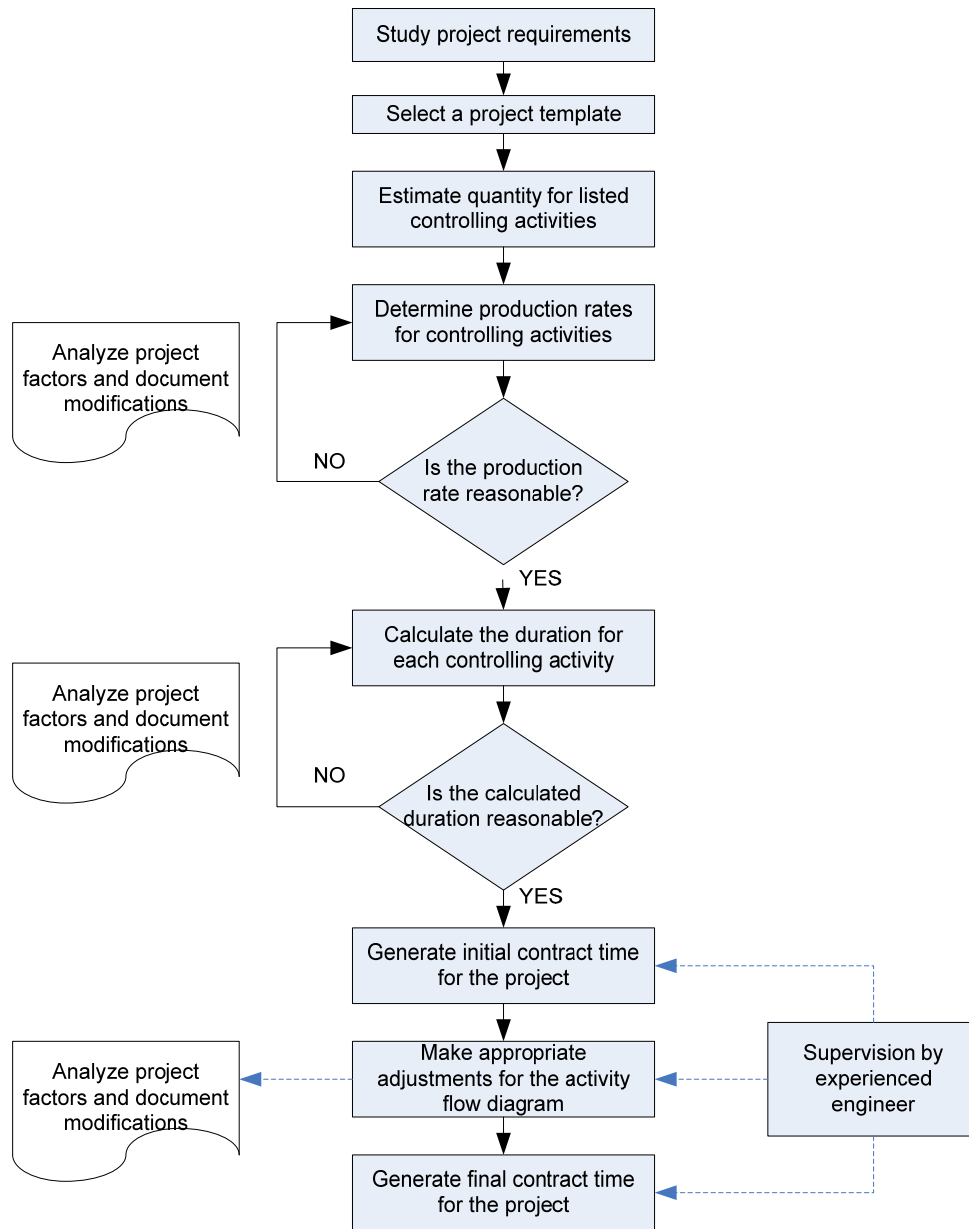 Study project requirements
Select a project template
Estimate quantity for listed
controlling activities
Determine production rates
for controlling activities
Analyze project
factors and document
modifications
NO
Is the production
rate reasonable?
YES
Calculate the duration for
each controlling activity
Analyze project
factors and document
modifications
NO
Is the calculated
duration reasonable?
YES
Generate initial contract time
for the project
Make appropriate
adjustments for the activity
flow diagram
Analyze project
factors and document
modifications
Supervision by
experienced
engineer
Generate final contract time
for the project